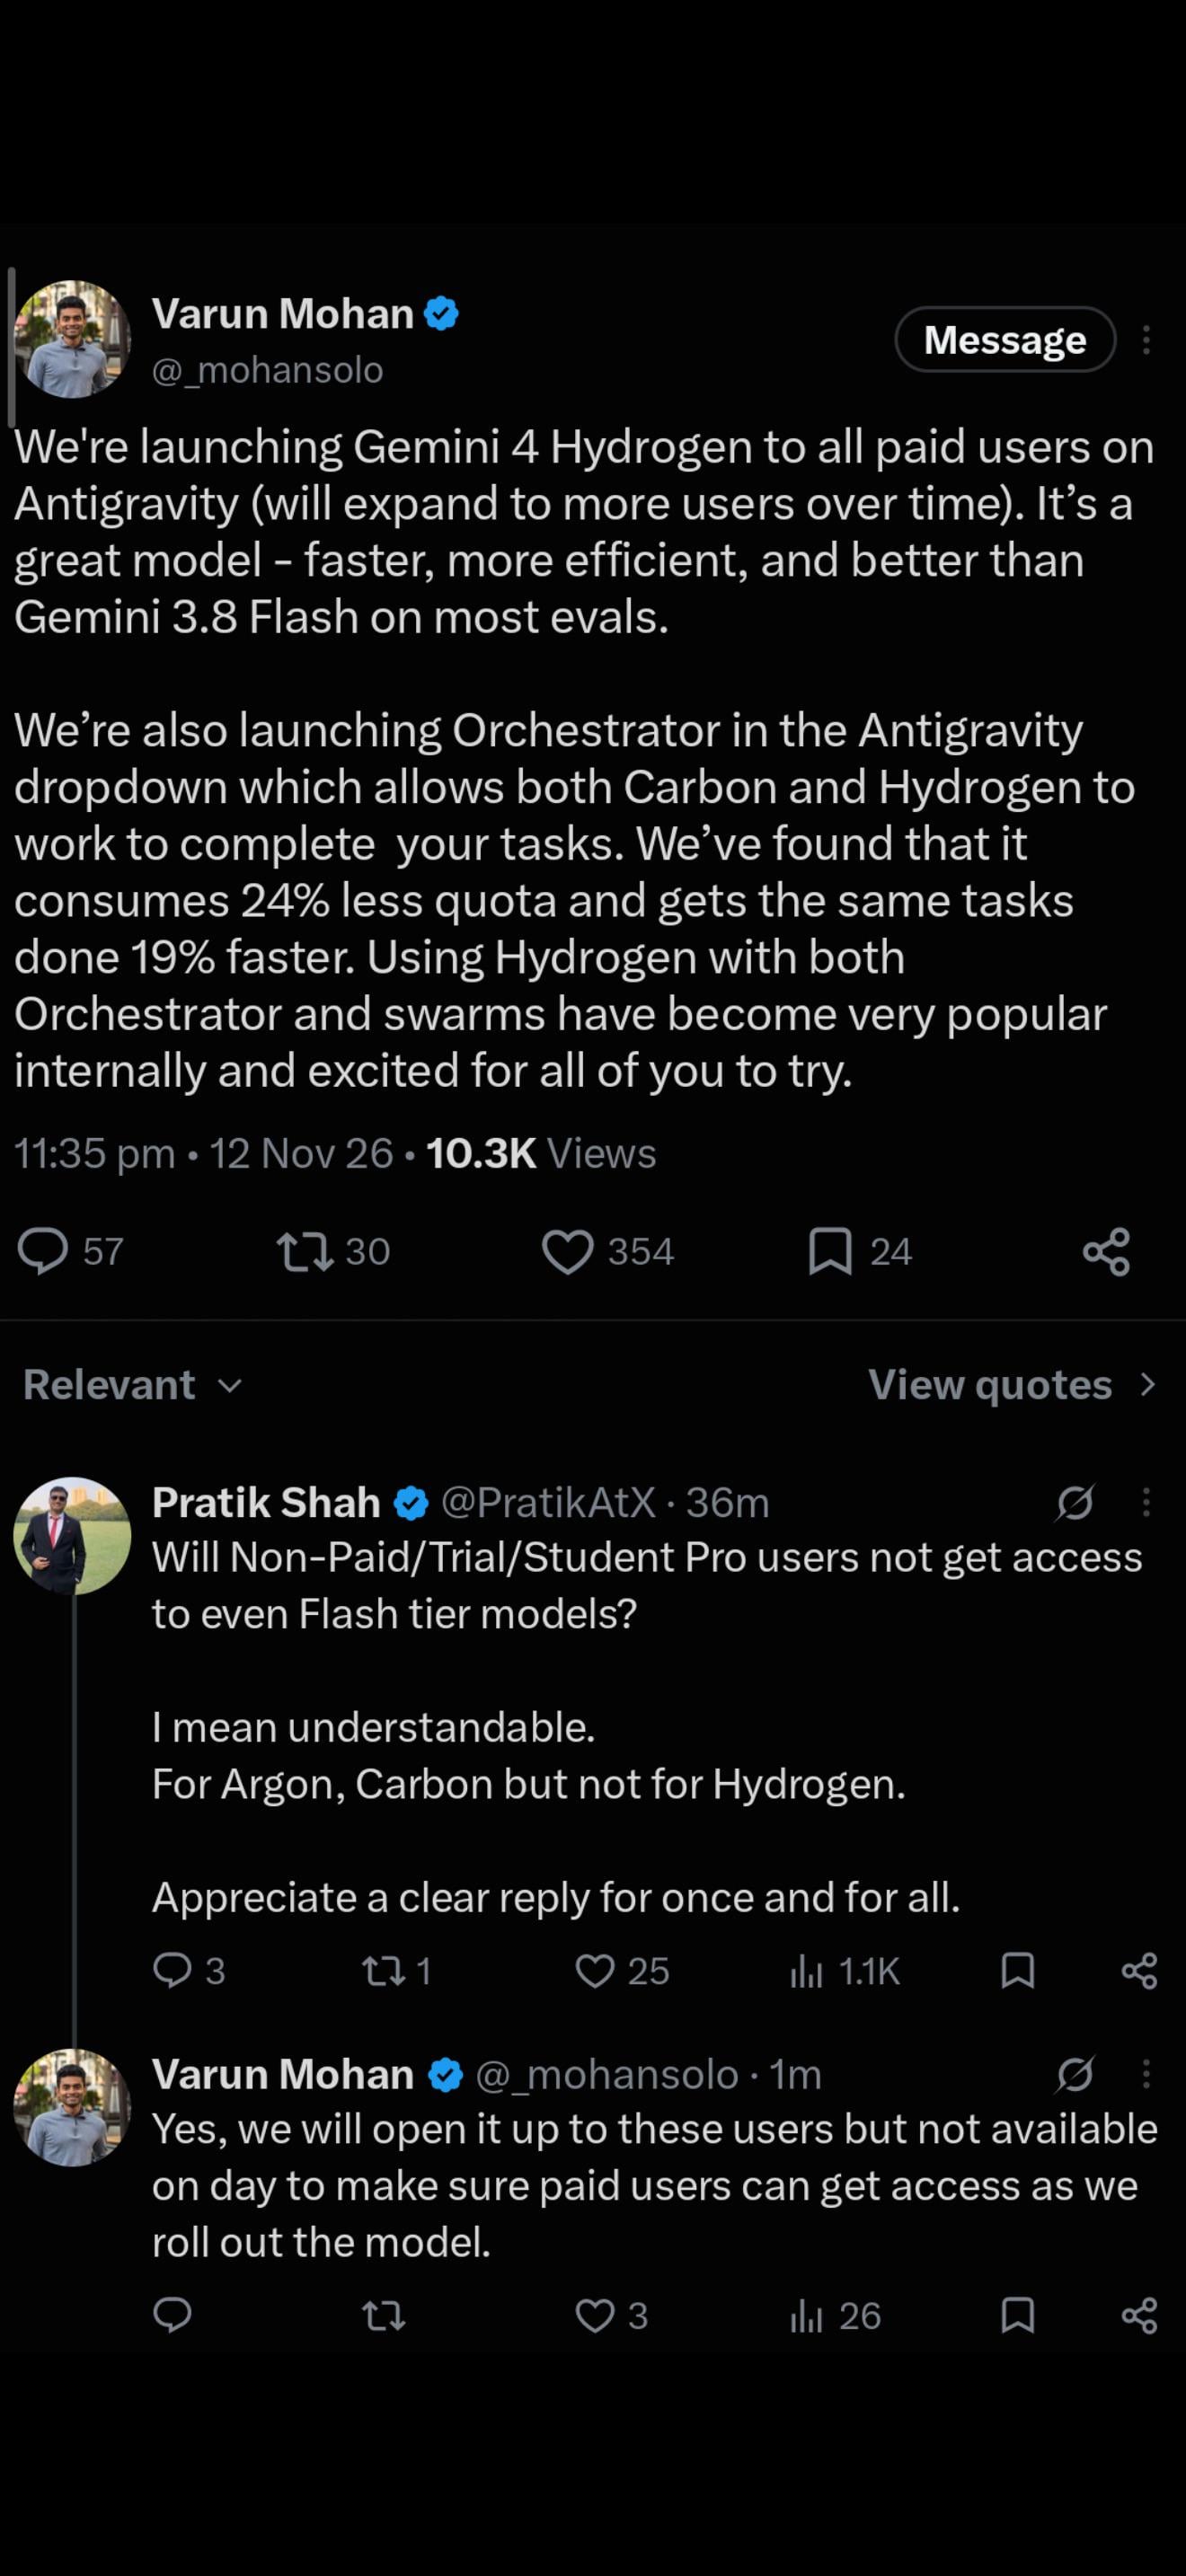 Varun Mohan
@_mohansolo
Message
We're launching Gemini 4 Hydrogen to all paid users on
Antigravity (will expand to more users over time). It’s a
great model - faster, more efficient, and better than
Gemini 3.8 Flash on most evals.
We’re also launching Orchestrator in the Antigravity
dropdown which allows both Carbon and Hydrogen to
work to complete  your tasks. We’ve found that it
consumes 24% less quota and gets the same tasks
done 19% faster. Using Hydrogen with both
Orchestrator and swarms have become very popular
internally and excited for all of you to try.
11:35 pm • 12 Nov 26 • 10.3K Views
57 30 354 24
Relevant View quotes
Pratik Shah @PratikAtX · 36m
Will Non-Paid/Trial/Student Pro users not get access
to even Flash tier models?
I mean understandable.
For Argon, Carbon but not for Hydrogen.
Appreciate a clear reply for once and for all.
3 1 25 1.1K
Varun Mohan @_mohansolo · 1m
Yes, we will open it up to these users but not available
on day to make sure paid users can get access as we
roll out the model.
3 26